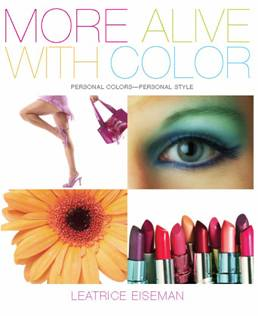 MORE ALIVE
WITH COLOR
PERSONAL COLORS—PERSONAL STYLE
LEATRICE EISEMAN